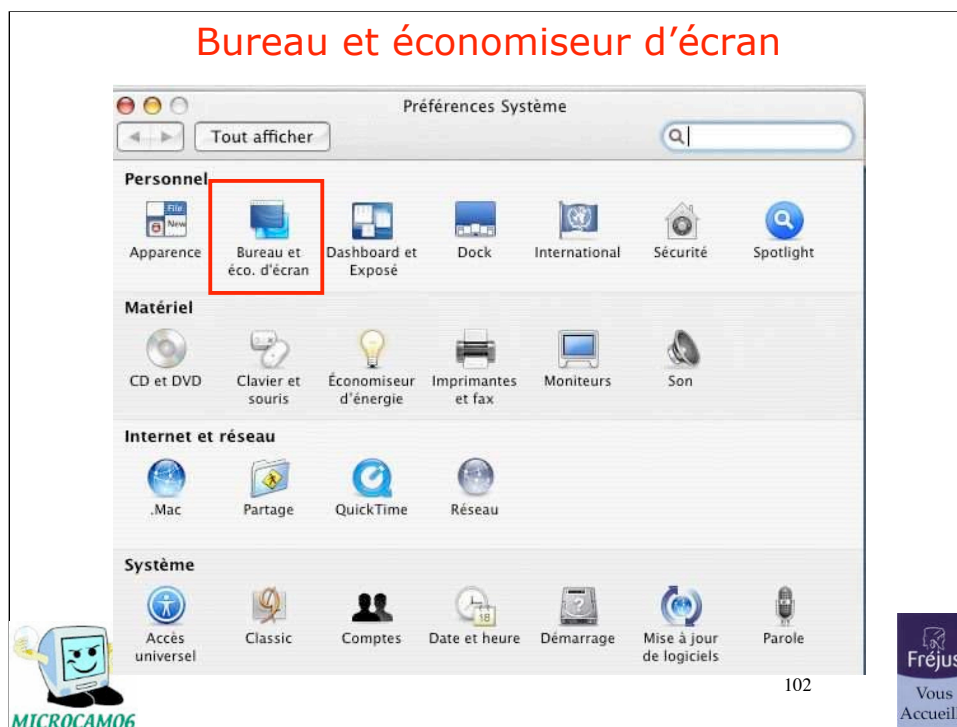 Bureau et économiseur d'écran
Préférences Système
Tout afficher
Personnel
File
New
Apparence
Bureau et
éco. d'écran
Dashboard et
Exposé
Dock
International
Sécurité
Spotlight
Matériel
CD et DVD
Clavier et
souris
Économiseur
d'énergie
Imprimantes
et fax
Moniteurs
Son
Internet et réseau
.Mac
Partage
QuickTime
Réseau
Système
18
?
Accès
universel
Classic
Comptes
Date et heure
Démarrage
Mise à jour
de logiciels
Parole
102
MICROCAM06
Fréjus
Vous
Accueil